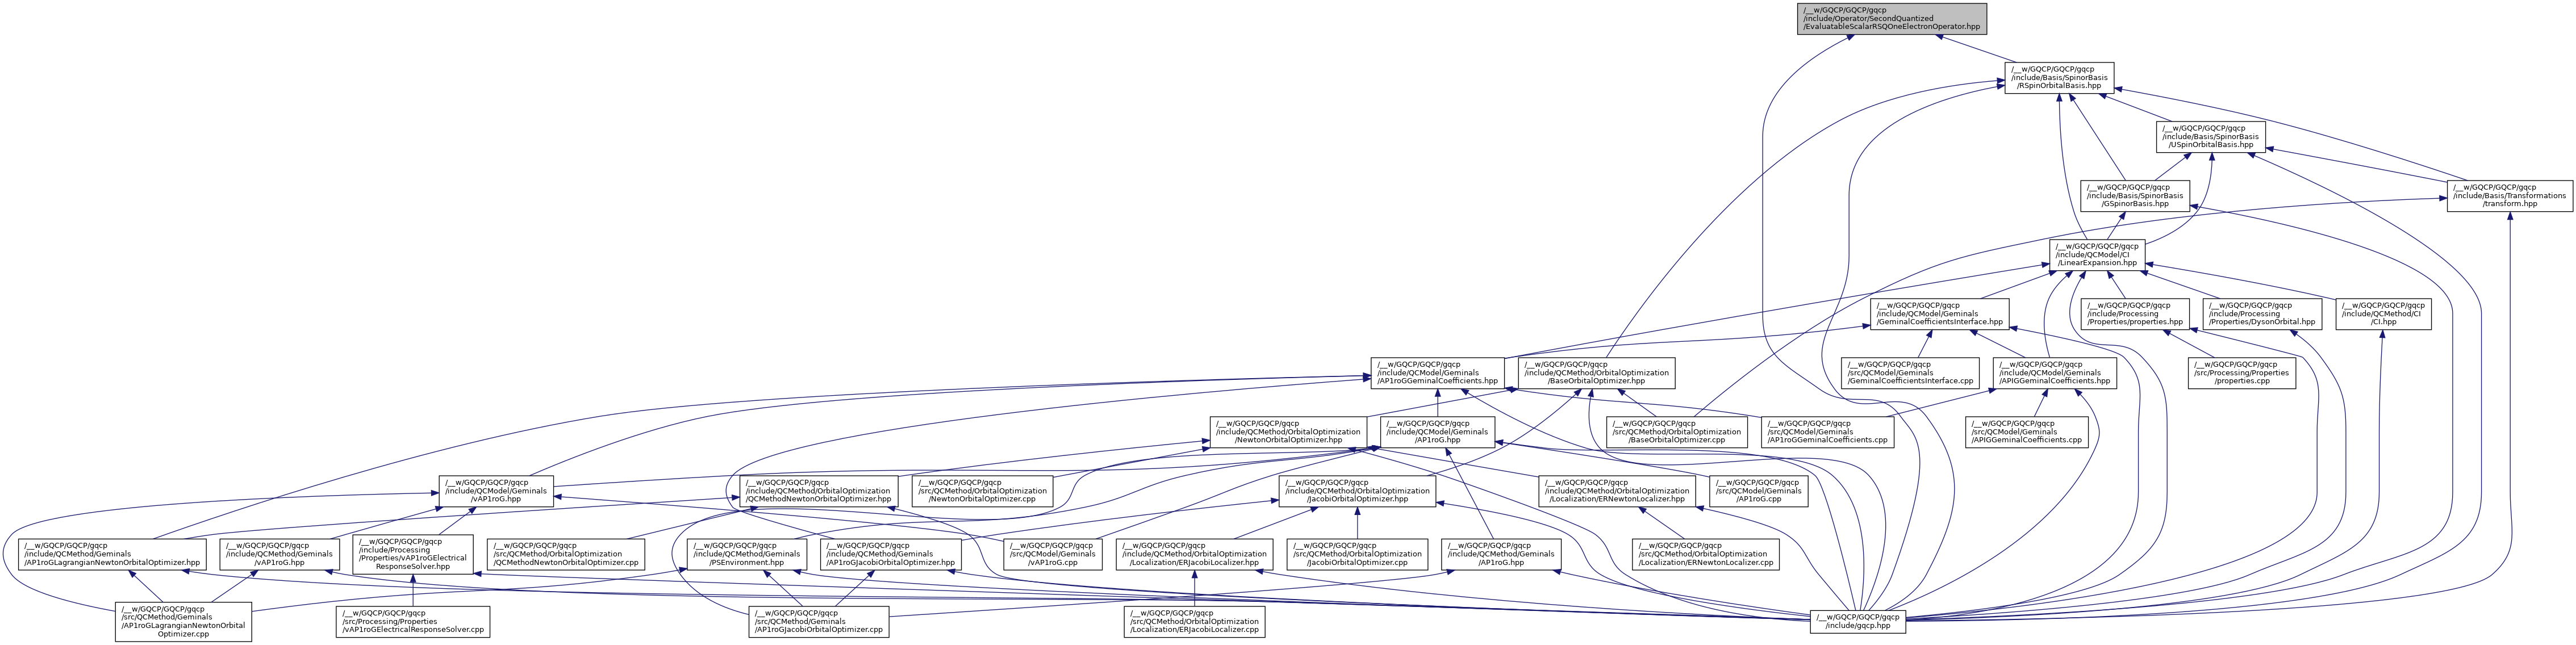 /__w/GQCP/GQCP/gqcp
/include/Operator/SecondQuantized
/EvaluatableScalarRSQOneElectronOperator.hpp
/__w/GQCP/GQCP/gqcp
/include/Basis/SpinorBasis
/RSpinOrbitalBasis.hpp
/__w/GQCP/GQCP/gqcp
/include/Basis/SpinorBasis
/USpinOrbitalBasis.hpp
/__w/GQCP/GQCP/gqcp
/include/Basis/SpinorBasis
/GSpinorBasis.hpp
/__w/GQCP/GQCP/gqcp
/include/Basis/Transformations
/transform.hpp
/__w/GQCP/GQCP/gqcp
/include/QCModel/CI
/LinearExpansion.hpp
/__w/GQCP/GQCP/gqcp
/include/QCModel/Geminals
/GeminalCoefficientsInterface.hpp
/__w/GQCP/GQCP/gqcp
/include/Processing
/Properties/properties.hpp
/__w/GQCP/GQCP/gqcp
/include/Processing
/Properties/DysonOrbital.hpp
/__w/GQCP/GQCP/gqcp
/include/QCMethod/CI
/CI.hpp
/__w/GQCP/GQCP/gqcp
/include/QCModel/Geminals
/AP1roGGeminalCoefficients.hpp
/__w/GQCP/GQCP/gqcp
/include/QCMethod/OrbitalOptimization
/BaseOrbitalOptimizer.hpp
/__w/GQCP/GQCP/gqcp
/src/QCModel/Geminals
/GeminalCoefficientsInterface.cpp
/__w/GQCP/GQCP/gqcp
/include/QCModel/Geminals
/APIGGeminalCoefficients.hpp
/__w/GQCP/GQCP/gqcp
/src/Processing/Properties
/properties.cpp
/__w/GQCP/GQCP/gqcp
/include/QCMethod/OrbitalOptimization
/NewtonOrbitalOptimizer.hpp
/__w/GQCP/GQCP/gqcp
/include/QCModel/Geminals
/AP1roG.hpp
/__w/GQCP/GQCP/gqcp
/src/QCMethod/OrbitalOptimization
/BaseOrbitalOptimizer.cpp
/__w/GQCP/GQCP/gqcp
/src/QCModel/Geminals
/AP1roGGeminalCoefficients.cpp
/__w/GQCP/GQCP/gqcp
/src/QCModel/Geminals
/APIGGeminalCoefficients.cpp
/__w/GQCP/GQCP/gqcp
/include/QCModel/Geminals
/vAP1roG.hpp
/__w/GQCP/GQCP/gqcp
/include/QCMethod/OrbitalOptimization
/QCMethodNewtonOrbitalOptimizer.hpp
/__w/GQCP/GQCP/gqcp
/src/QCMethod/OrbitalOptimization
/NewtonOrbitalOptimizer.cpp
/__w/GQCP/GQCP/gqcp
/include/QCMethod/OrbitalOptimization
/JacobiOrbitalOptimizer.hpp
/__w/GQCP/GQCP/gqcp
/include/QCMethod/OrbitalOptimization
/Localization/ERNewtonLocalizer.hpp
/__w/GQCP/GQCP/gqcp
/src/QCModel/Geminals
/AP1roG.cpp
/__w/GQCP/GQCP/gqcp
/include/QCMethod/Geminals
/AP1roGLagrangianNewtonOrbitalOptimizer.hpp
/__w/GQCP/GQCP/gqcp
/include/QCMethod/Geminals
/vAP1roG.hpp
/__w/GQCP/GQCP/gqcp
/include/Processing
/Properties/vAP1roGElectrical
ResponseSolver.hpp
/__w/GQCP/GQCP/gqcp
/src/QCMethod/OrbitalOptimization
/QCMethodNewtonOrbitalOptimizer.cpp
/__w/GQCP/GQCP/gqcp
/include/QCMethod/Geminals
/PSEnvironment.hpp
/__w/GQCP/GQCP/gqcp
/include/QCMethod/Geminals
/AP1roGJacobiOrbitalOptimizer.hpp
/__w/GQCP/GQCP/gqcp
/src/QCModel/Geminals
/vAP1roG.cpp
/__w/GQCP/GQCP/gqcp
/include/QCMethod/OrbitalOptimization
/Localization/ERJacobiLocalizer.hpp
/__w/GQCP/GQCP/gqcp
/src/QCMethod/OrbitalOptimization
/JacobiOrbitalOptimizer.cpp
/__w/GQCP/GQCP/gqcp
/include/QCMethod/Geminals
/AP1roG.hpp
/__w/GQCP/GQCP/gqcp
/src/QCMethod/OrbitalOptimization
/Localization/ERNewtonLocalizer.cpp
/__w/GQCP/GQCP/gqcp
/src/QCMethod/Geminals
/AP1roGLagrangianNewtonOrbital
Optimizer.cpp
/__w/GQCP/GQCP/gqcp
/src/Processing/Properties
/vAP1roGElectricalResponseSolver.cpp
/__w/GQCP/GQCP/gqcp
/src/QCMethod/Geminals
/AP1roGJacobiOrbitalOptimizer.cpp
/__w/GQCP/GQCP/gqcp
/src/QCMethod/OrbitalOptimization
/Localization/ERJacobiLocalizer.cpp
/__w/GQCP/GQCP/gqcp
/include/gqcp.hpp